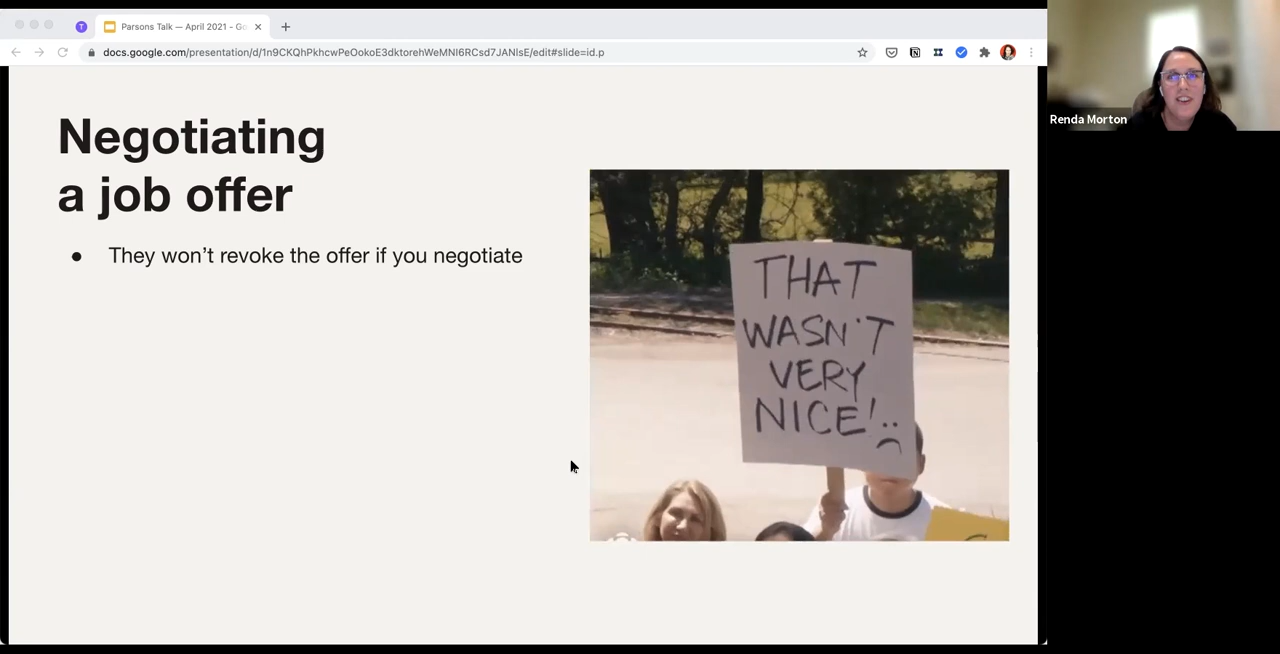 Parsons Talk — April 2021 - Go
docs.google.com/presentation/d/1n9CKQhPkhcwPeOokoE3dktorehWeMNI6RCsd7JANlsE/edit#slide=id.p
Renda Morton
Negotiating
a job offer
● They won’t revoke the offer if you negotiate
THAT
WASN'T
VERY
NICE!